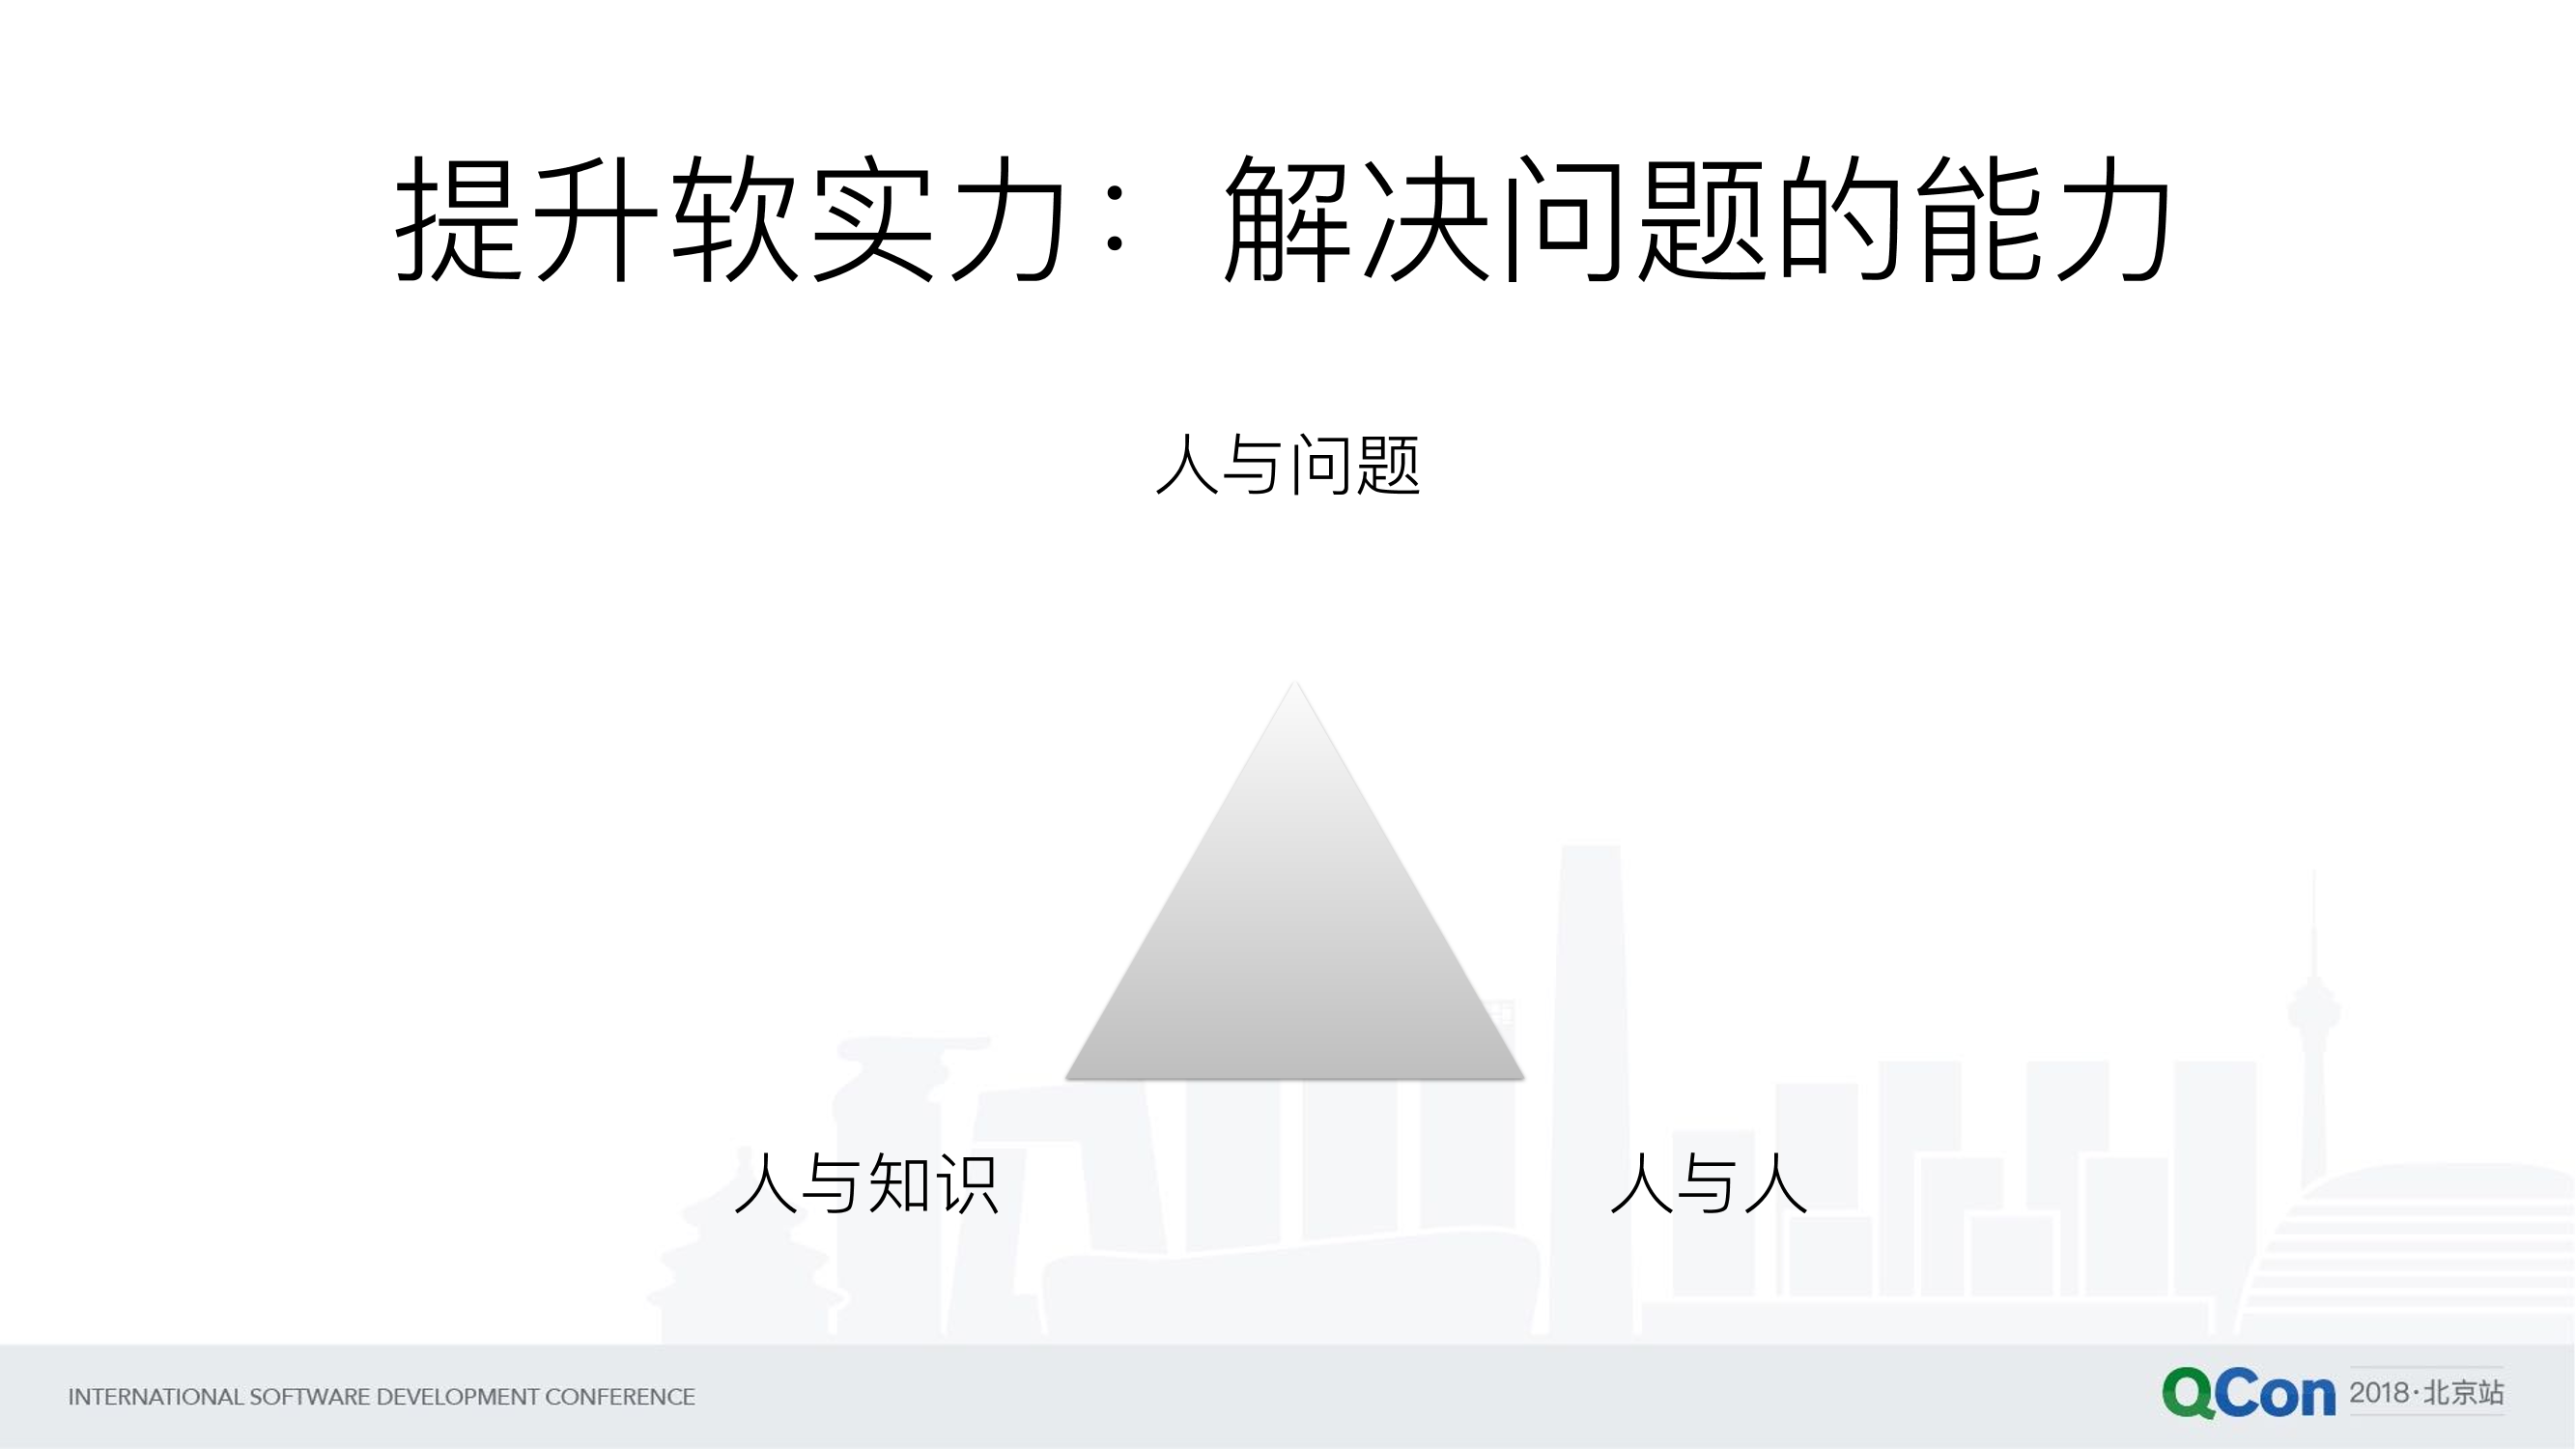 提升软实力：解决问题的能力
人与问题
人与知识
人与人
INTERNATIONAL SOFTWARE DEVELOPMENT CONFERENCE
QCon 2018·北京站